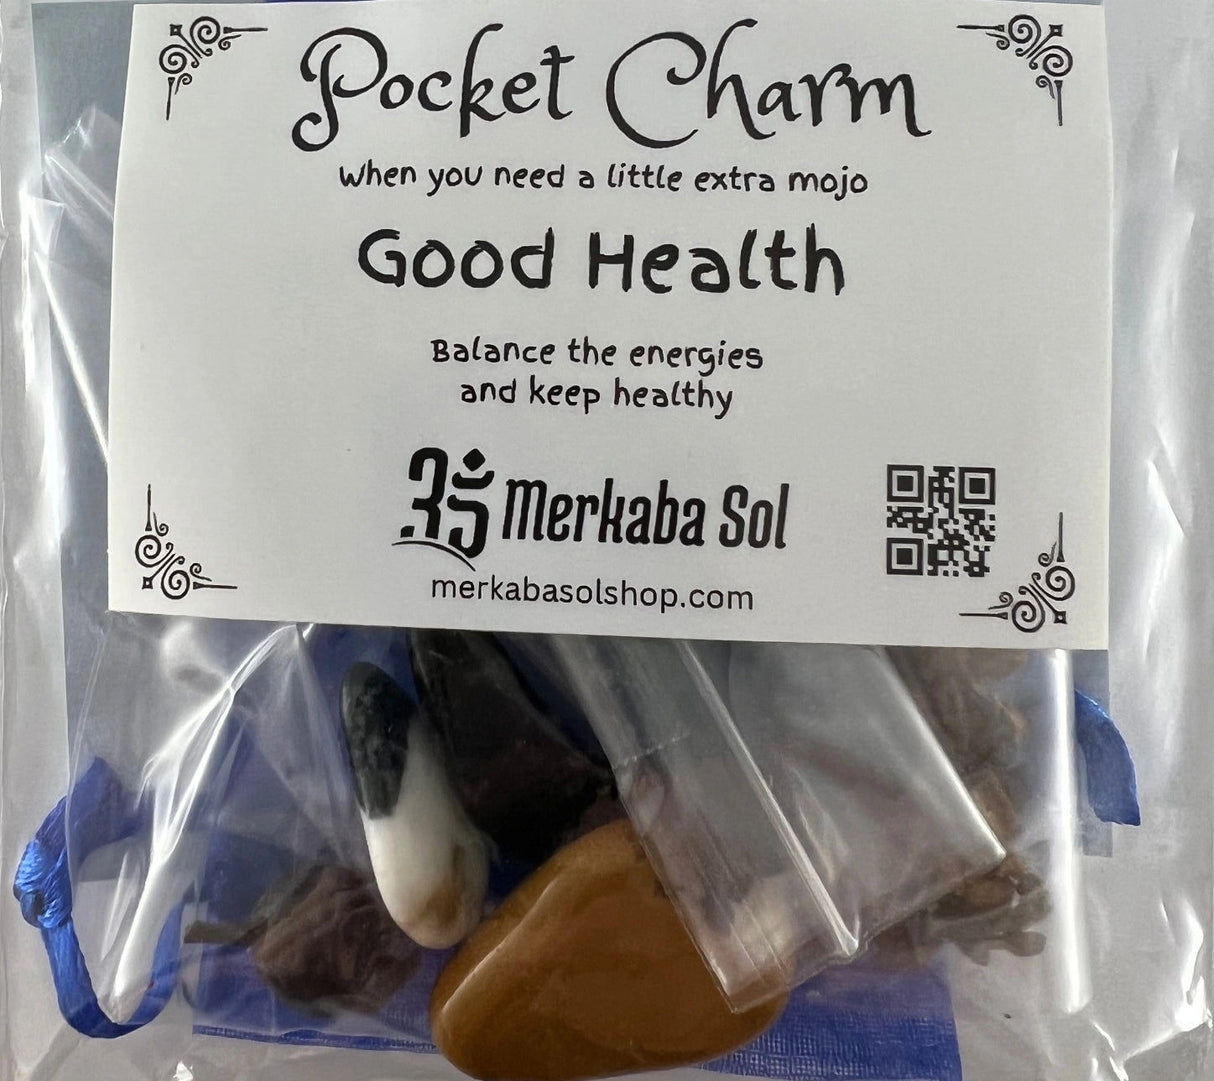 Pocket Charm
when you need a little extra mojo
Good Health
Balance the energies
and keep healthy
Merkaba Sol
merkabasolshop.com